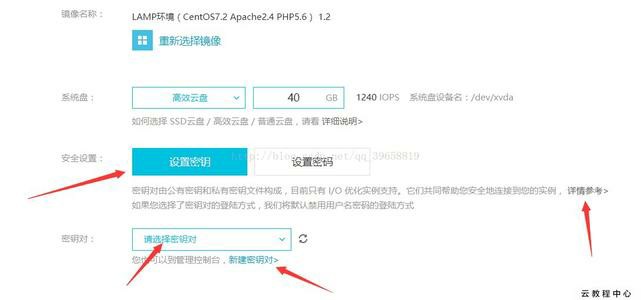 镜像名称： LAMP环境（CentOS7.2 Apache2.4 PHP5.6） 1.2
重新选择镜像
系统盘： 高效云盘 40 GB 1240 IOPS 系统盘设备名：/dev/xvda
如何选择 SSD云盘 / 高效云盘 / 普通云盘，请看 详细说明>
安全设置： 设置密钥 设置密码
密钥对由公有密钥和私有密钥文件构成，目前只有 I/O 优化实例支持。它们共同帮助您安全地连接到您的实例， 详情参考>
如果您选择了密钥对的登陆方式，我们将默认禁用用户名密码的登陆方式
密钥对： 请选择密钥对
您也可以到管理控制台，新建密钥对>
云教程中心